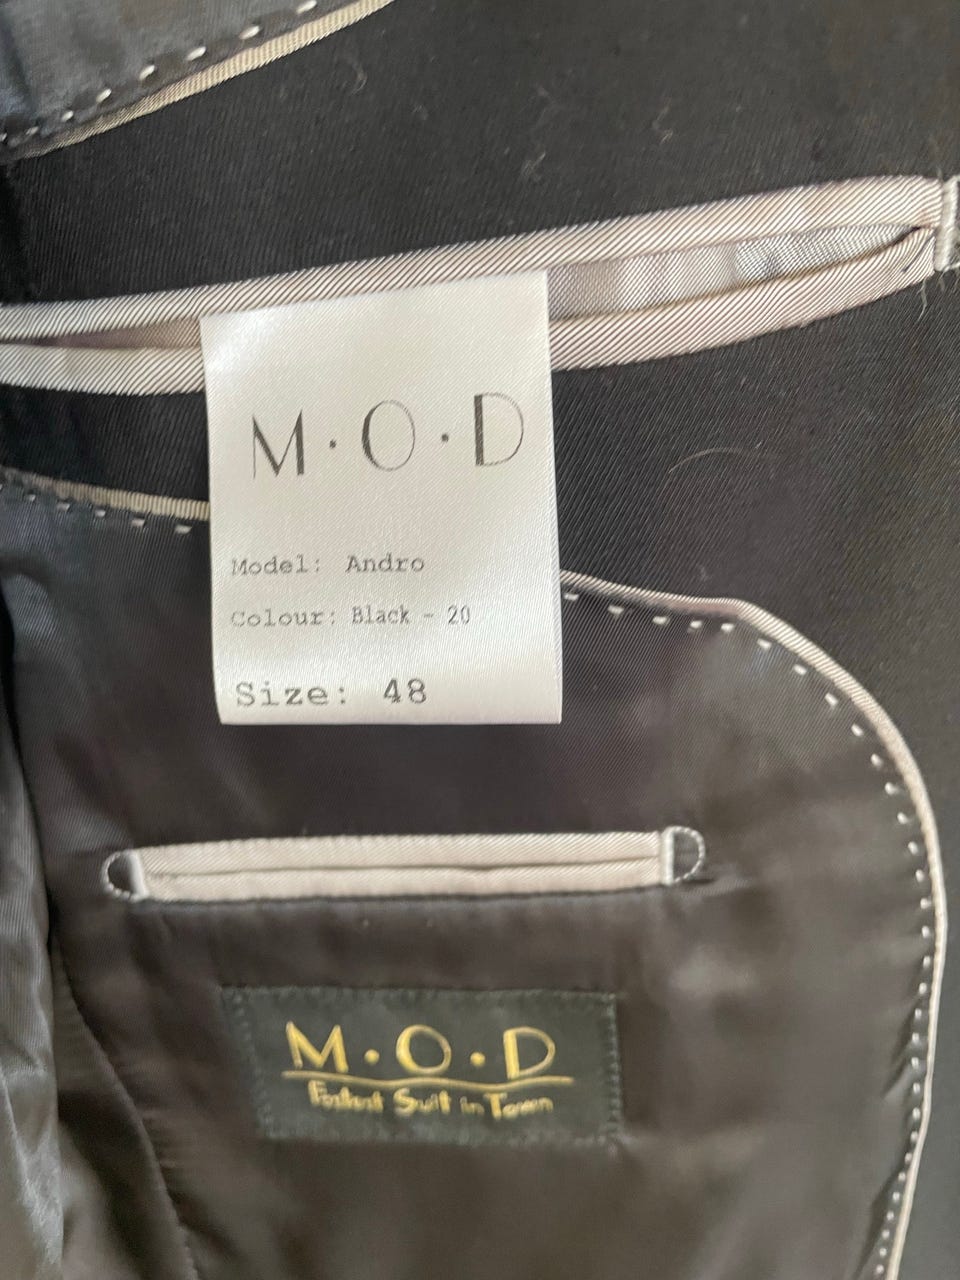 M·O·D
Model: Andro
Colour: Black - 20
Size: 48
M·O·D
Fastest Suit in Town